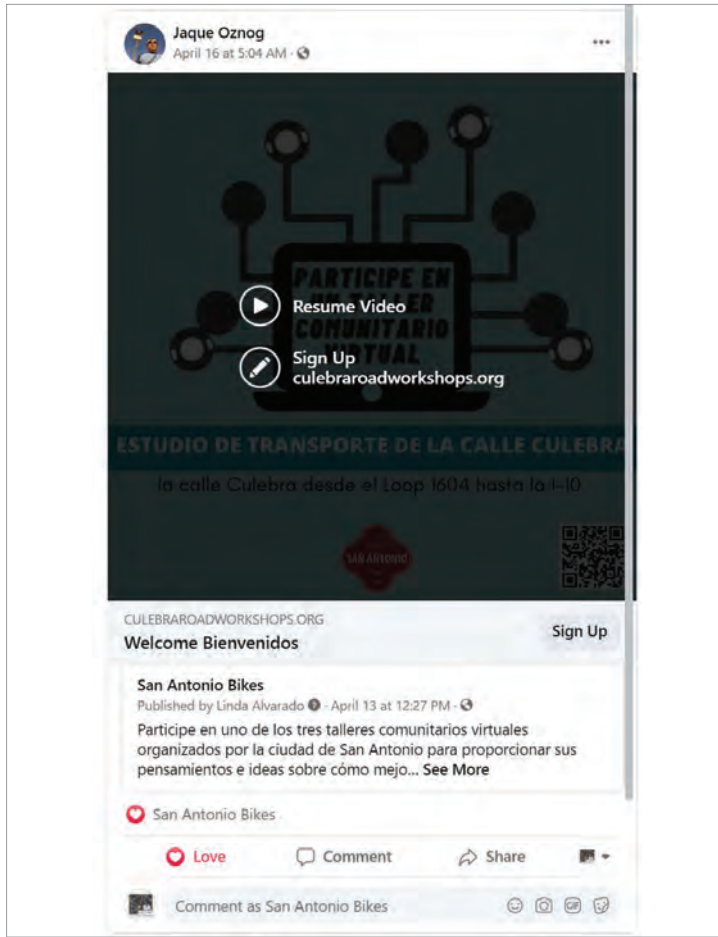 Jaque Oznog
April 16 at 5:04 AM ·
PARTICIPE EN
UN TALLER
COMUNITARIO
VIRTUAL
Resume Video
Sign Up
culebraroadworkshops.org
ESTUDIO DE TRANSPORTE DE LA CALLE CULEBRA
la calle Culebra desde el Loop 1604 hasta la I-10
SAN ANTONIO
CULEBRAROADWORKSHOPS.ORG
Welcome Bienvenidos
Sign Up
San Antonio Bikes
Published by Linda Alvarado · April 13 at 12:27 PM ·
Participe en uno de los tres talleres comunitarios virtuales
organizados por la ciudad de San Antonio para proporcionar sus
pensamientos e ideas sobre cómo mejo... See More
San Antonio Bikes
Love
Comment
Share
Comment as San Antonio Bikes
GIF